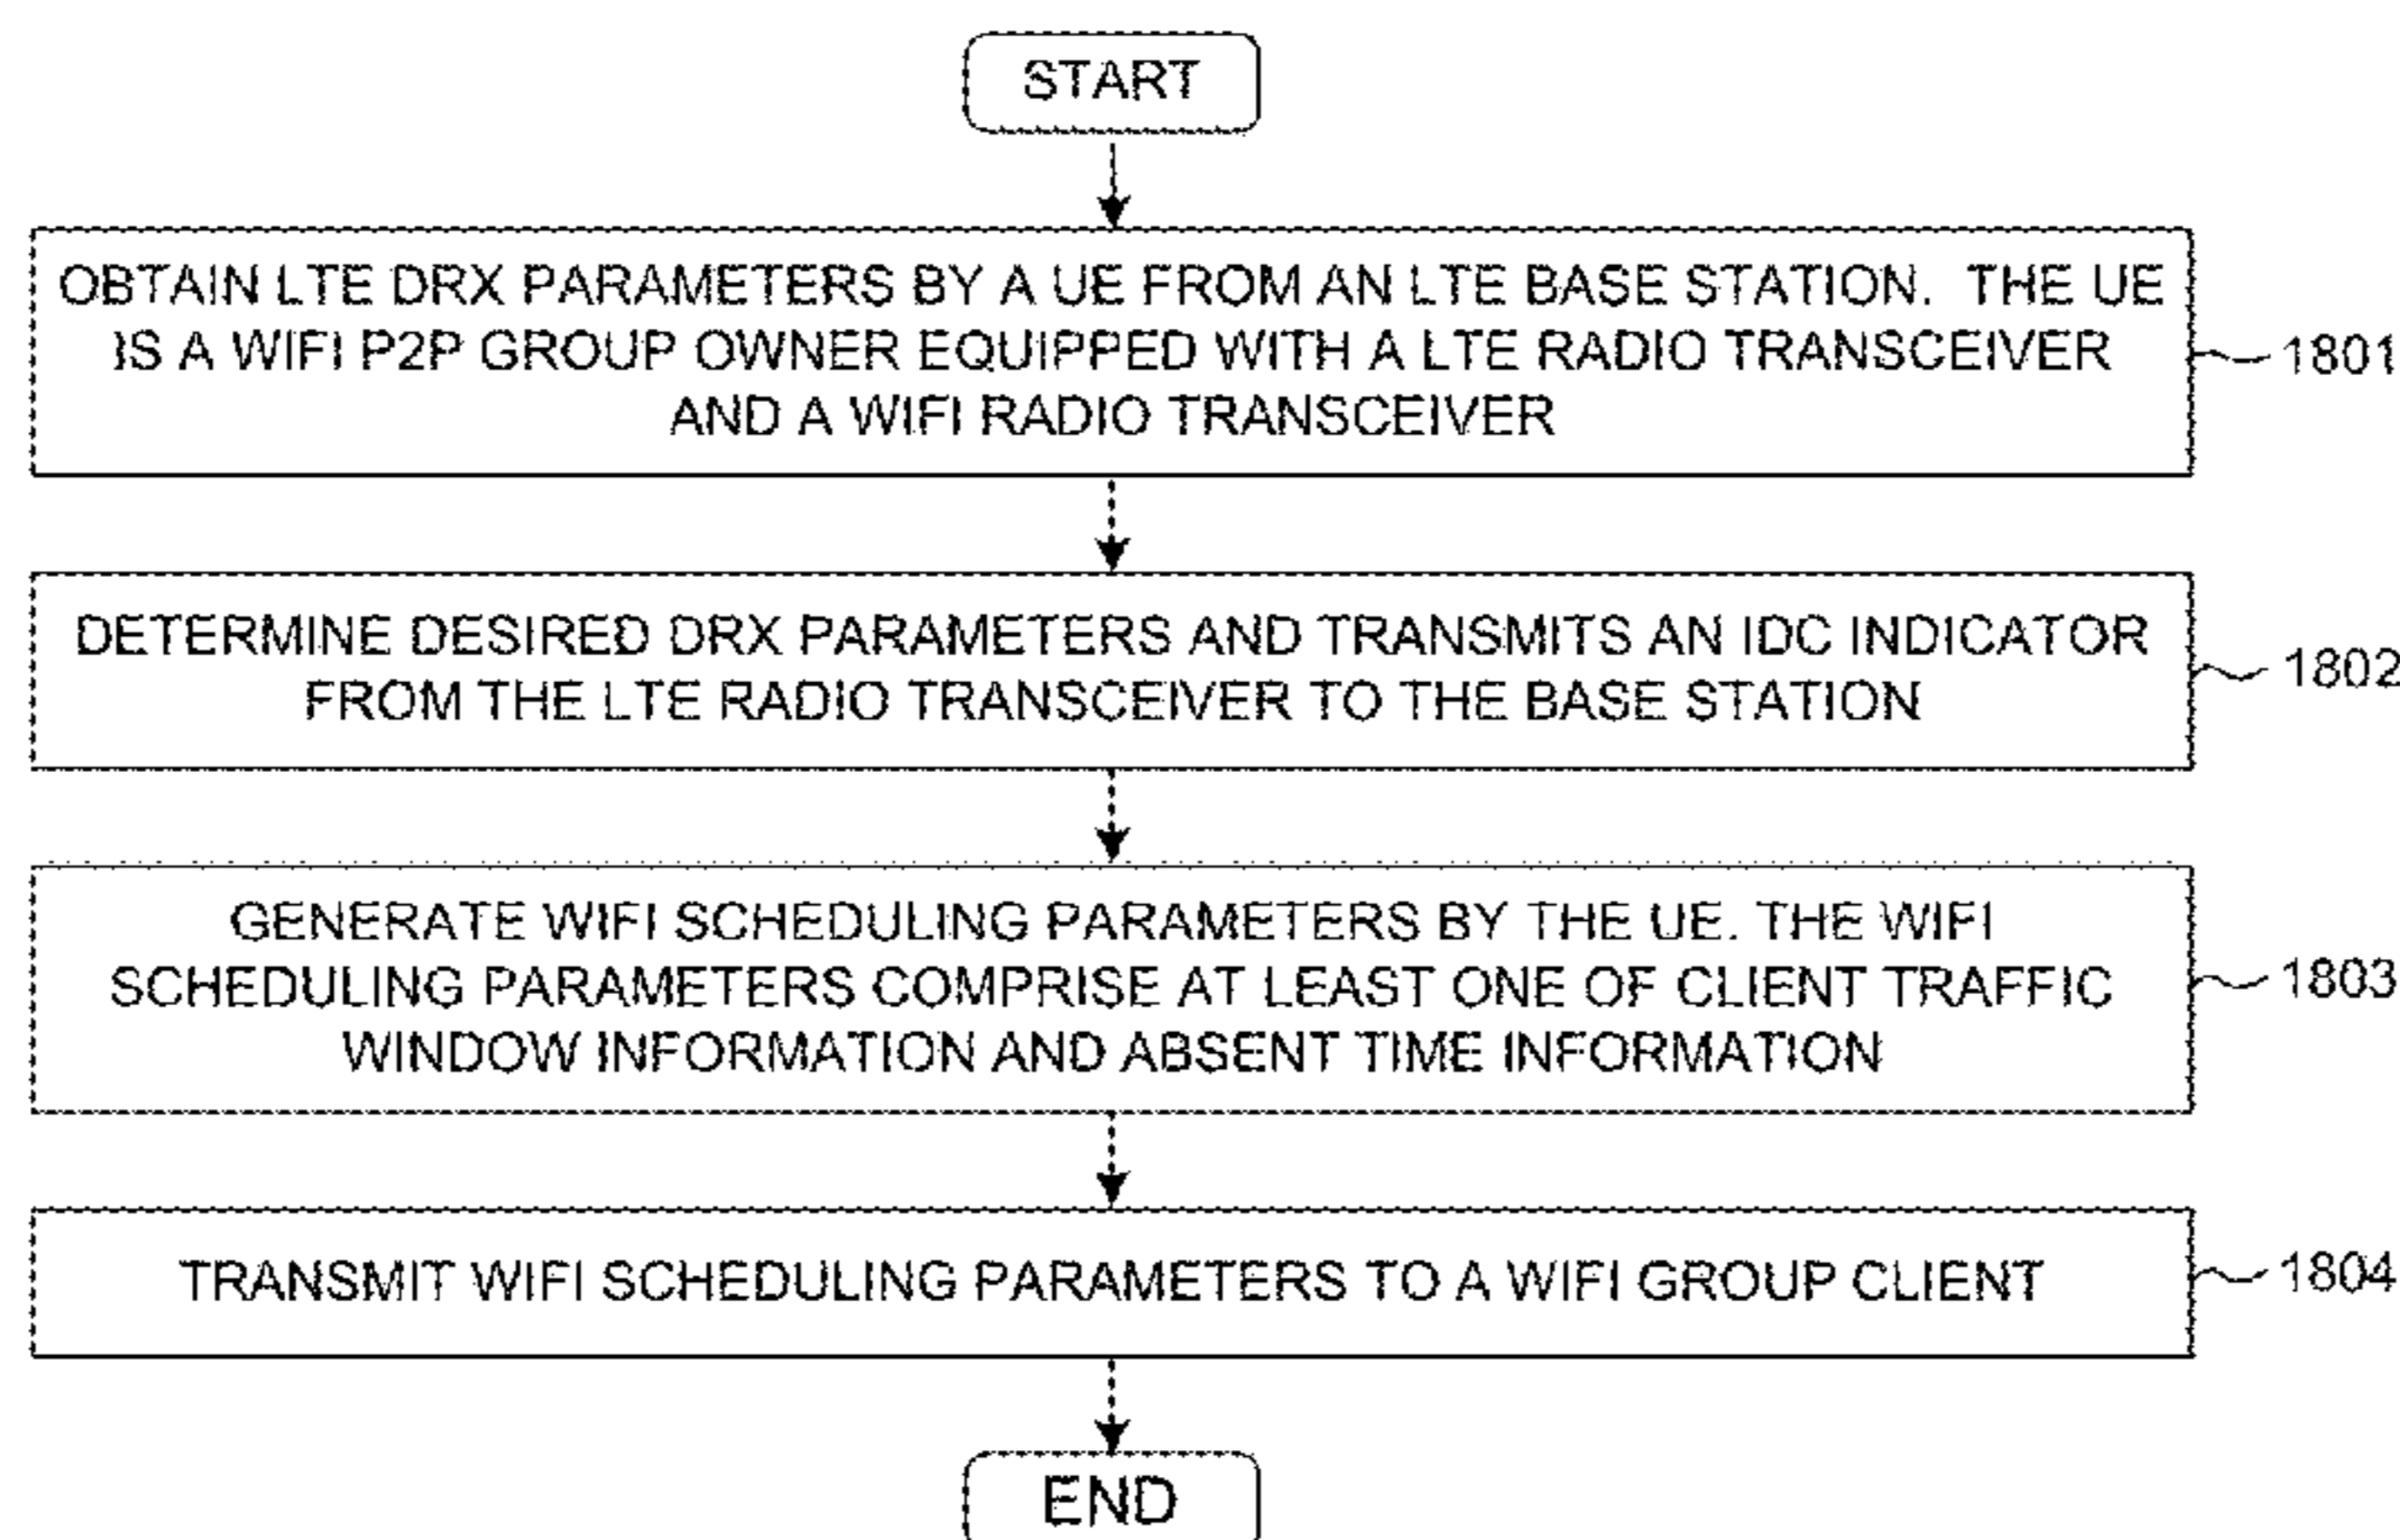 START
OBTAIN LTE DRX PARAMETERS BY A UE FROM AN LTE BASE STATION. THE UE
IS A WIFI P2P GROUP OWNER EQUIPPED WITH A LTE RADIO TRANSCEIVER
AND A WIFI RADIO TRANSCEIVER
1801
DETERMINE DESIRED DRX PARAMETERS AND TRANSMITS AN IDC INDICATOR
FROM THE LTE RADIO TRANSCEIVER TO THE BASE STATION
1802
GENERATE WIFI SCHEDULING PARAMETERS BY THE UE. THE WIFI
SCHEDULING PARAMETERS COMPRISE AT LEAST ONE OF CLIENT TRAFFIC
WINDOW INFORMATION AND ABSENT TIME INFORMATION
1803
TRANSMIT WIFI SCHEDULING PARAMETERS TO A WIFI GROUP CLIENT
1804
END